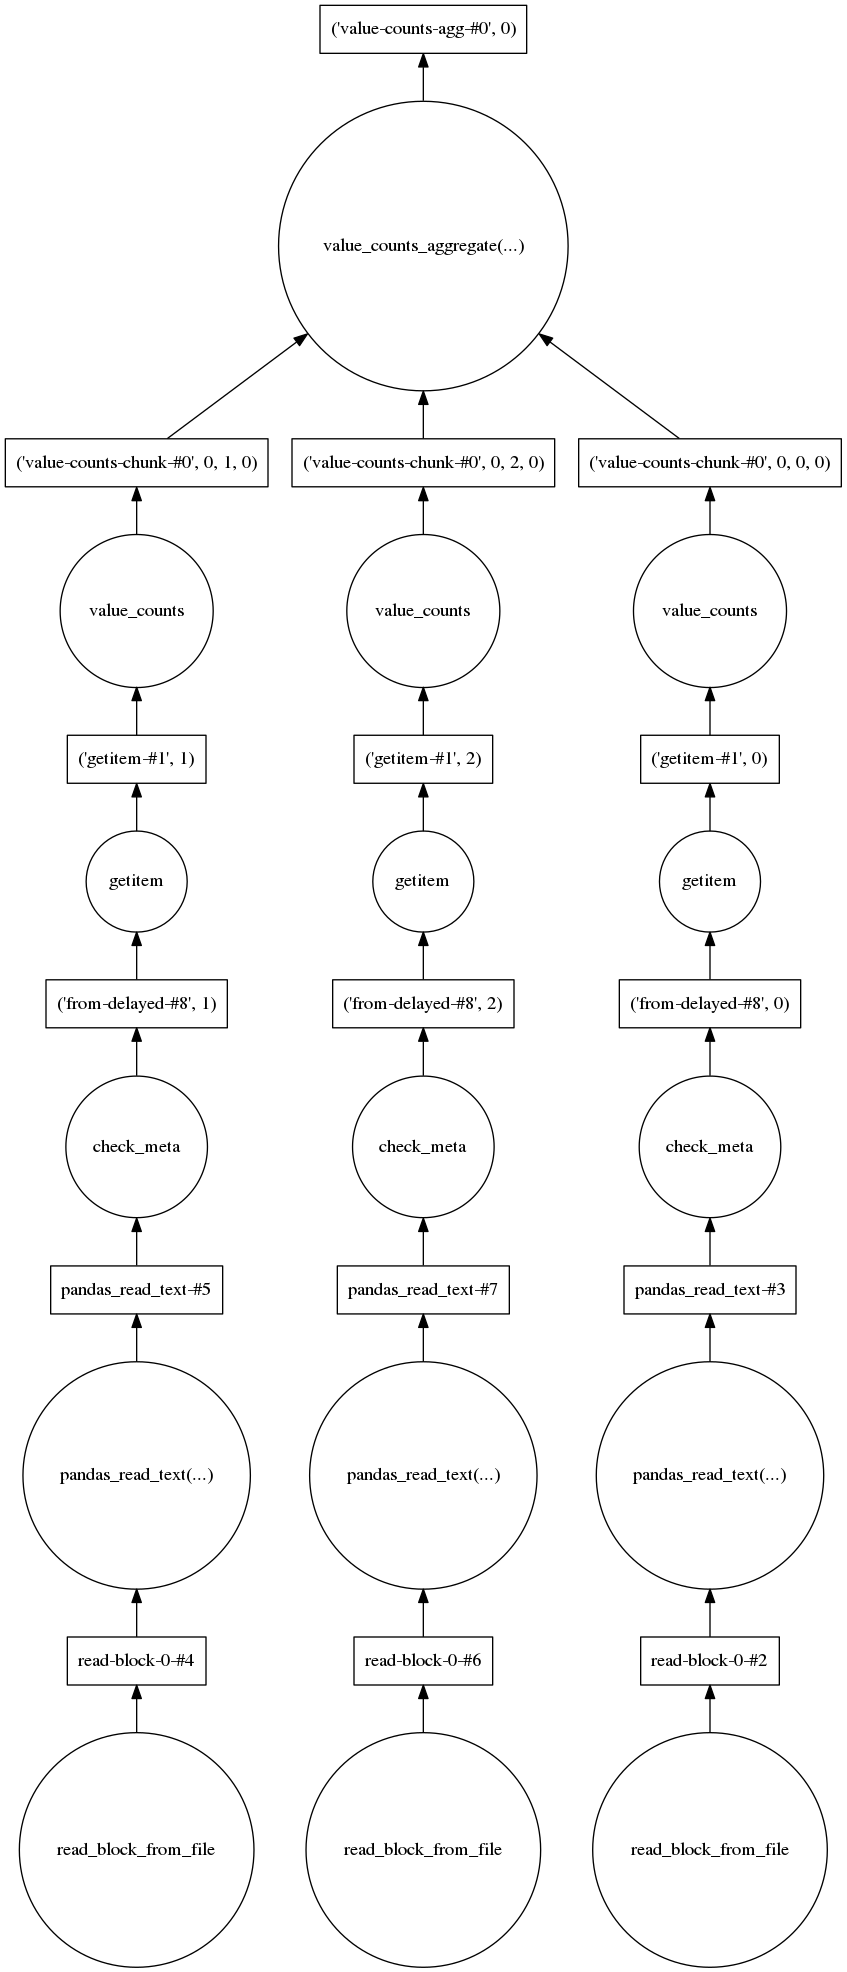 ('value-counts-agg-#0', 0)
value_counts_aggregate(...)
('value-counts-chunk-#0', 0, 1, 0)
('value-counts-chunk-#0', 0, 2, 0)
('value-counts-chunk-#0', 0, 0, 0)
value_counts
value_counts
value_counts
('getitem-#1', 1)
('getitem-#1', 2)
('getitem-#1', 0)
getitem
getitem
getitem
('from-delayed-#8', 1)
('from-delayed-#8', 2)
('from-delayed-#8', 0)
check_meta
check_meta
check_meta
pandas_read_text-#5
pandas_read_text-#7
pandas_read_text-#3
pandas_read_text(...)
pandas_read_text(...)
pandas_read_text(...)
read-block-0-#4
read-block-0-#6
read-block-0-#2
read_block_from_file
read_block_from_file
read_block_from_file